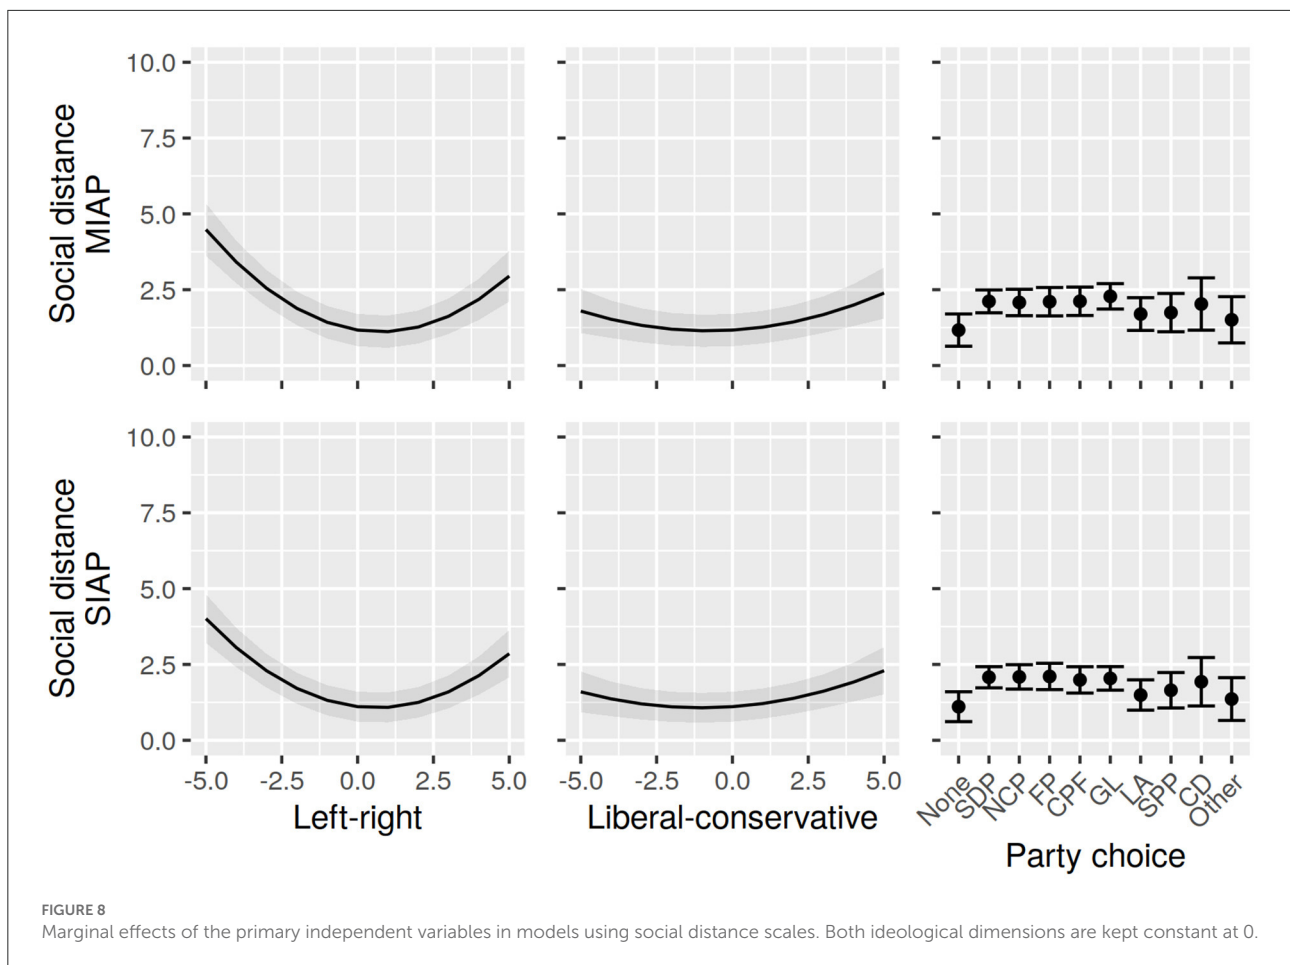 Social distance
MIAP
10.0
7.5
5.0
2.5
0.0
Social distance
SIAP
10.0
7.5
5.0
2.5
0.0
-5.0 -2.5 0.0 2.5 5.0
Left-right
-5.0 -2.5 0.0 2.5 5.0
Liberal-conservative
None SDP NCP FP CPF GL LA SPP CD Other
Party choice
FIGURE 8
Marginal effects of the primary independent variables in models using social distance scales. Both ideological dimensions are kept constant at 0.